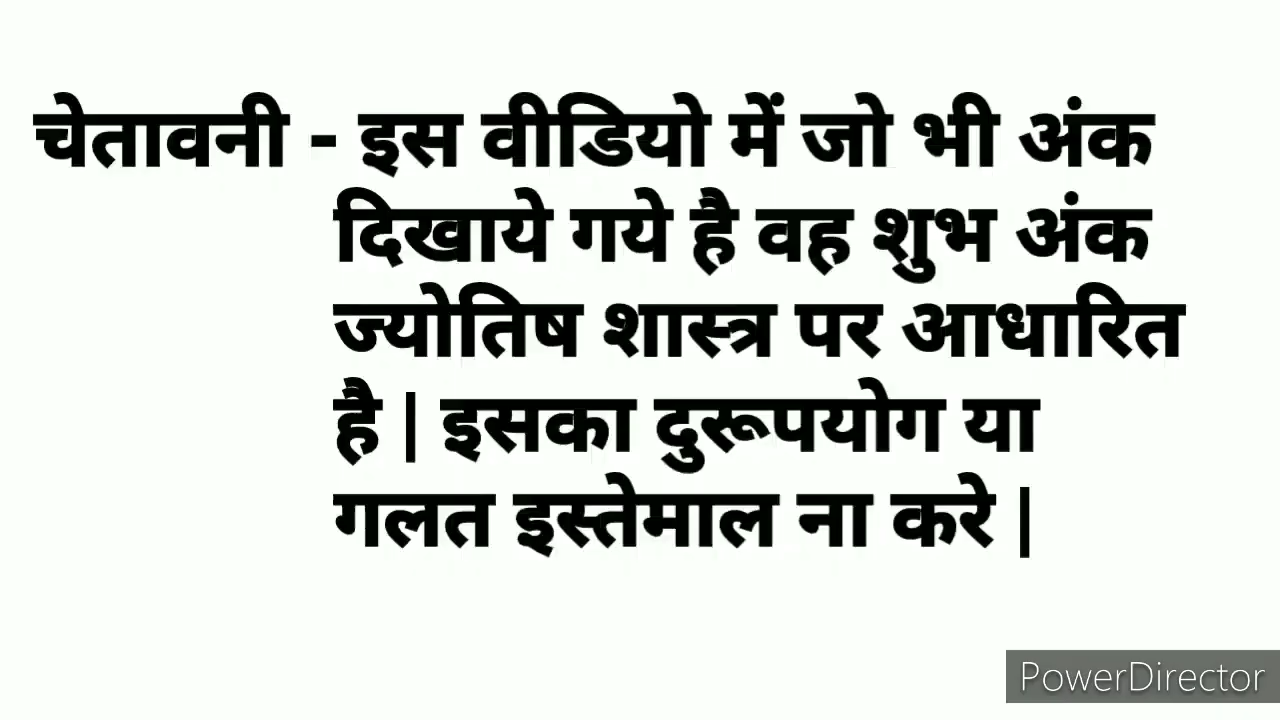 चेतावनी - इस वीडियो में जो भी अंक
दिखाये गये है वह शुभ अंक
ज्योतिष शास्त्र पर आधारित
है | इसका दुरूपयोग या
गलत इस्तेमाल ना करे |
PowerDirector